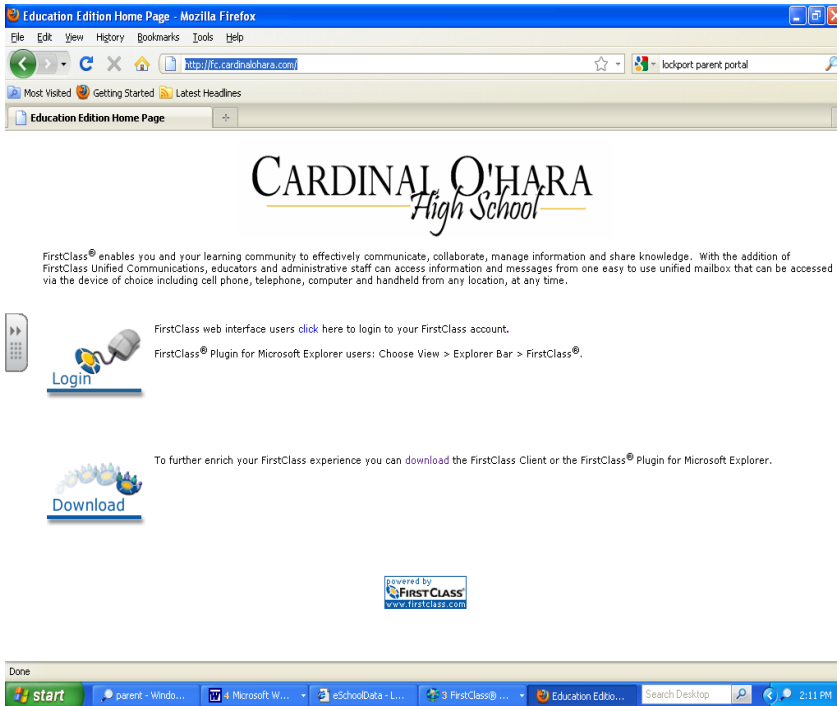 Education Edition Home Page - Mozilla Firefox
File Edit View History Bookmarks Tools Help
http://fc.cardinalohara.com/ lockport parent portal
Most Visited Getting Started Latest Headlines
Education Edition Home Page
CARDINAL O'HARA
High School
FirstClass® enables you and your learning community to effectively communicate, collaborate, manage information and share knowledge. With the addition of
FirstClass Unified Communications, educators and administrative staff can access information and messages from one easy to use unified mailbox that can be accessed
via the device of choice including cell phone, telephone, computer and handheld from any location, at any time.
FirstClass web interface users click here to login to your FirstClass account.
FirstClass® Plugin for Microsoft Explorer users: Choose View > Explorer Bar > FirstClass®.
Login
To further enrich your FirstClass experience you can download the FirstClass Client or the FirstClass® Plugin for Microsoft Explorer.
Download
powered by
FIRSTCLASS®
www.firstclass.com
Done
start parent - Windo... 4 Microsoft W... eSchoolData - L... 3 FirstClass® ... Education Editio... Search Desktop 2:11 PM